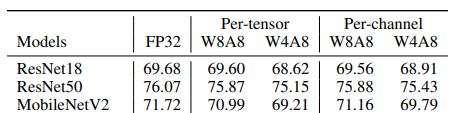 Per-tensor Per-channel
Models FP32 W8A8 W4A8 W8A8 W4A8
ResNet18 69.68 69.60 68.62 69.56 68.91
ResNet50 76.07 75.87 75.15 75.88 75.43
MobileNetV2 71.72 70.99 69.21 71.16 69.79